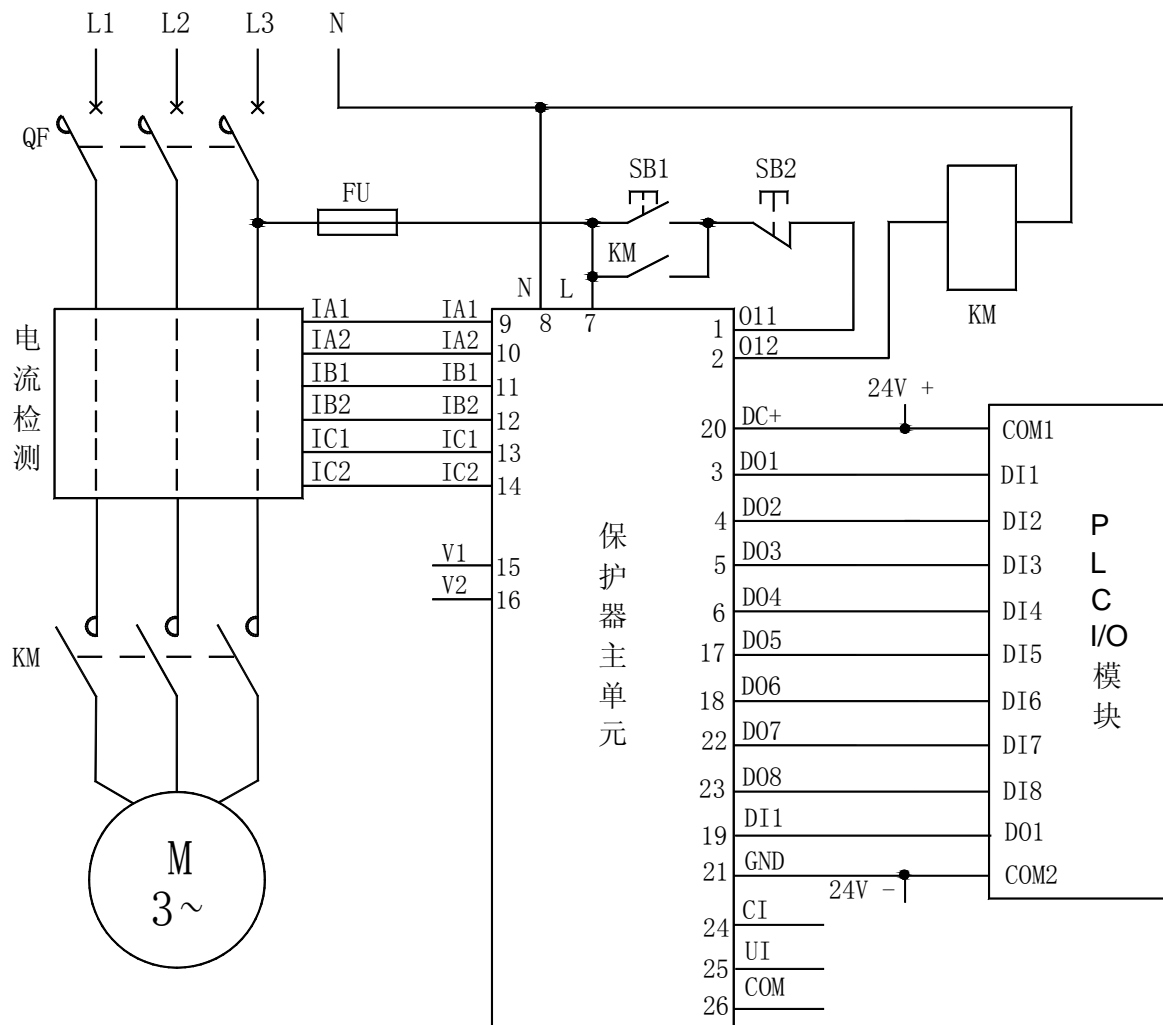 L1 L2 L3 N
QF
FU
SB1 SB2
KM
KM
N L
8 7
电流检测
IA1 IA1 9
IA2 IA2 10
IB1 IB1 11
IB2 IB2 12
IC1 IC1 13
IC2 IC2 14
V1 15
V2 16
保护器主单元
1 O11
2 O12
24V +
20 DC+ COM1
3 DO1 DI1
4 DO2 DI2
5 DO3 DI3
6 DO4 DI4
17 DO5 DI5
18 DO6 DI6
22 DO7 DI7
23 DO8 DI8
19 DI1 DO1
21 GND COM2
24V -
24 CI
25 UI
26 COM
PLC
I/O
模块
KM
M
3~